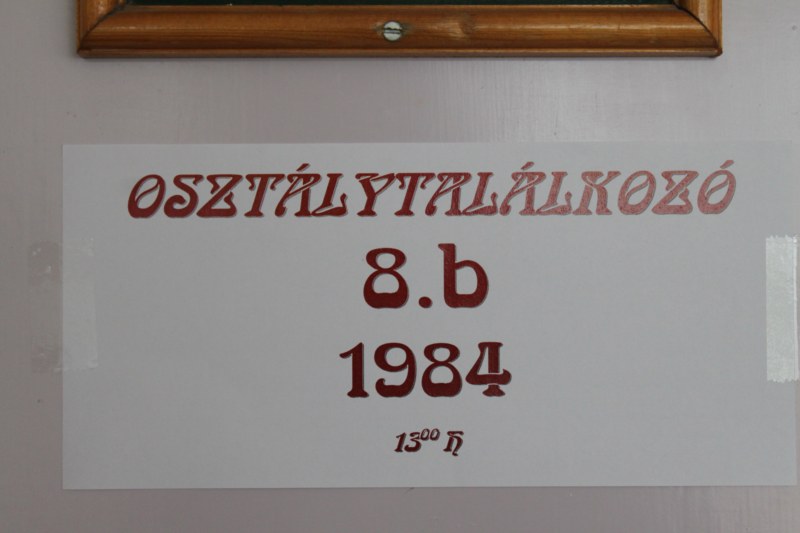 OSZTÁLYTALÁLKOZÓ
8.b
1984
13⁰⁰ h